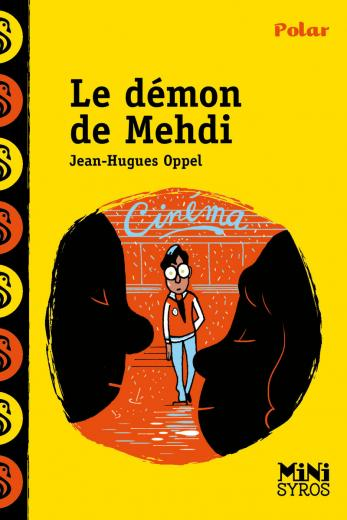 Polar
Le démon
de Mehdi
Jean-Hugues Oppel
Cinéma
MiNi
SYROS